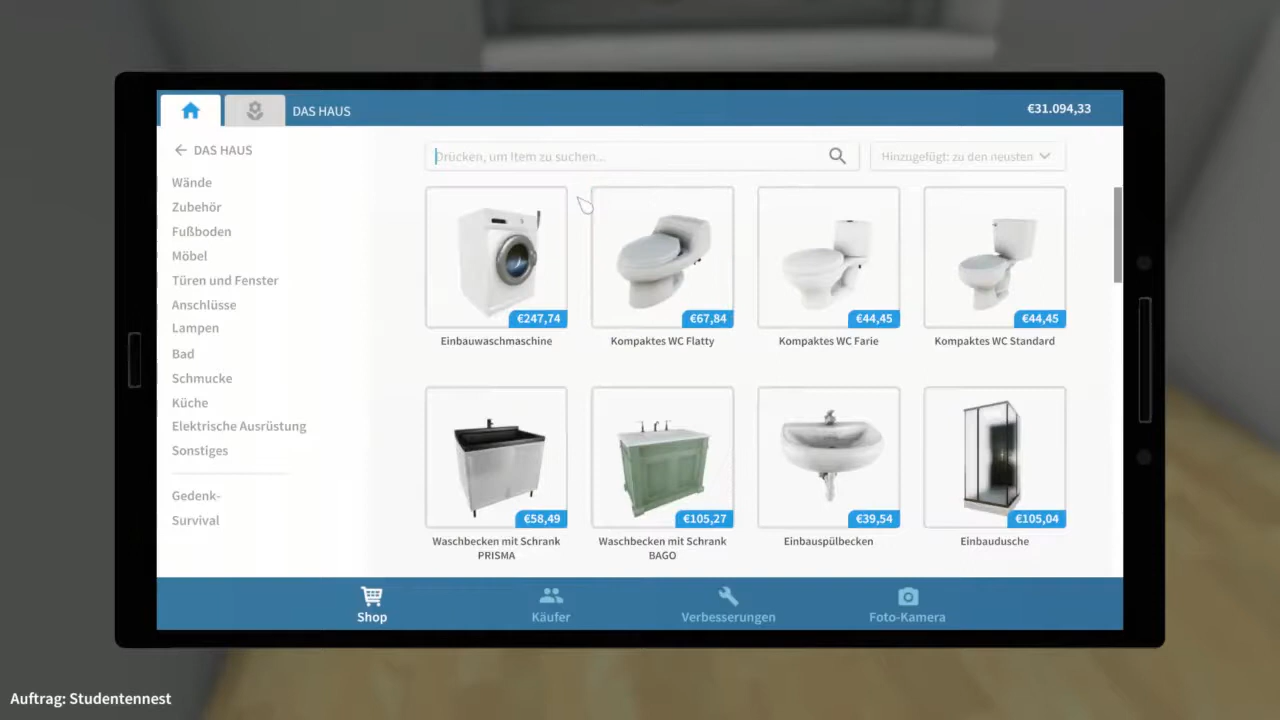 DAS HAUS
€31.094,33
DAS HAUS
Wände
Zubehör
Fußboden
Möbel
Türen und Fenster
Anschlüsse
Lampen
Bad
Schmucke
Küche
Elektrische Ausrüstung
Sonstiges
Gedenk-
Survival
Drücken, um Item zu suchen...
Hinzugefügt: zu den neusten
€247,74
€67,84
€44,45
€44,45
Einbauwaschmaschine
Kompaktes WC Flatty
Kompaktes WC Farie
Kompaktes WC Standard
€58,49
€105,27
€39,54
€105,04
Waschbecken mit Schrank
PRISMA
Waschbecken mit Schrank
BAGO
Einbauspülbecken
Einbaudusche
Shop
Käufer
Verbesserungen
Foto-Kamera
Auftrag: Studentennest